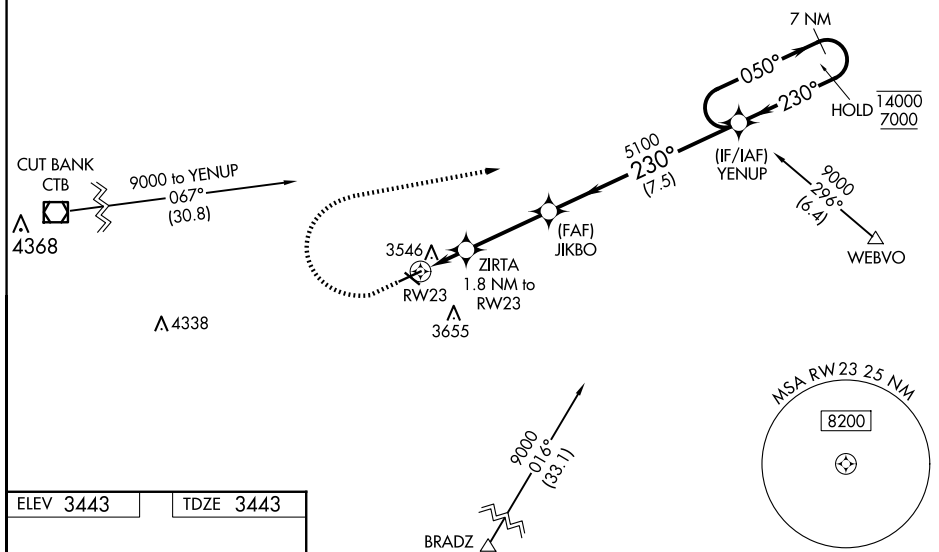 7 NM
050°
230°
HOLD
14000
7000
5100
230°
(7.5)
(IF/IAF)
YENUP
CUT BANK
CTB
9000 to YENUP
067°
(30.8)
9000
296°
(6.4)
WEBVO
4368
(FAF)
JIKBO
3546
ZIRTA
1.8 NM to
RW23
RW23
4338
3655
MSA RW23 25 NM
8200
9000
016°
(33.1)
BRADZ
ELEV 3443
TDZE 3443